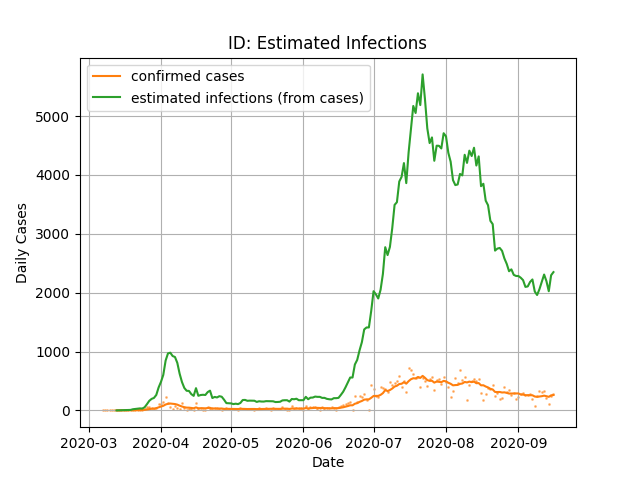 ID: Estimated Infections
confirmed cases
estimated infections (from cases)
Daily Cases
5000
4000
3000
2000
1000
0
2020-03 2020-04 2020-05 2020-06 2020-07 2020-08 2020-09
Date